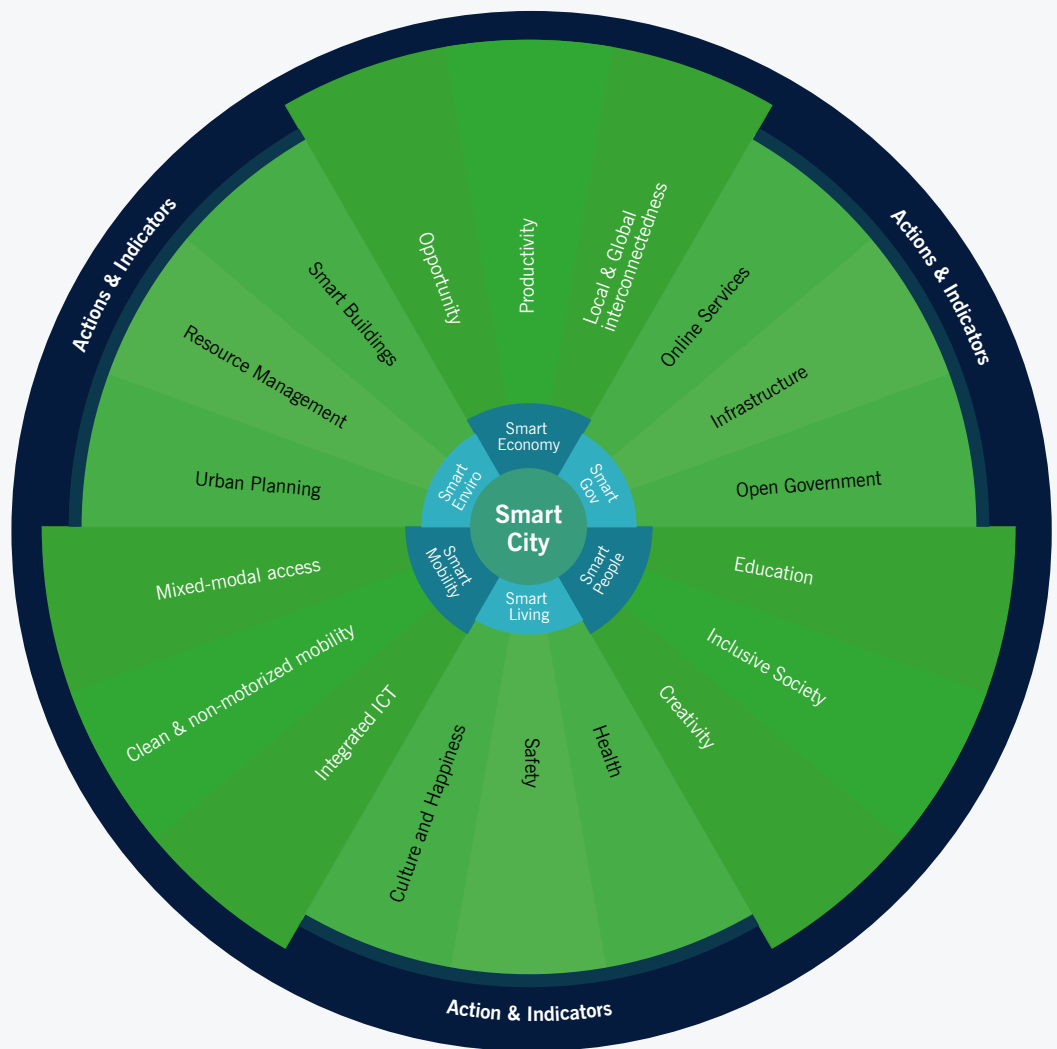 Actions & Indicators
Actions & Indicators
Opportunity
Productivity
Local & Global
interconnectedness
Smart Buildings
Online Services
Resource Management
Infrastructure
Urban Planning
Open Government
Smart
Economy
Smart
Enviro
Smart
Gov
Smart
City
Smart
Mobility
Smart
People
Smart
Living
Mixed-modal access
Education
Clean & non-motorized mobility
Inclusive Society
Integrated ICT
Creativity
Culture and Happiness
Safety
Health
Action & Indicators